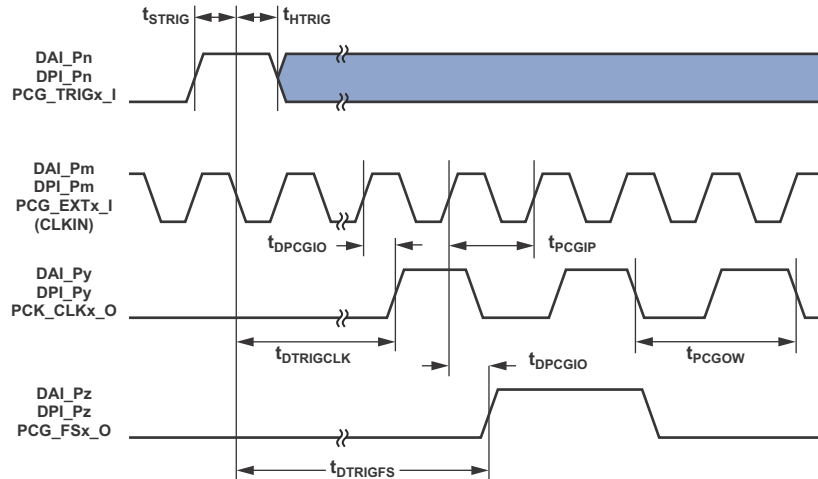 tSTRIG
tHTRIG
DAI_Pn
DPI_Pn
PCG_TRIGx_I
DAI_Pm
DPI_Pm
PCG_EXTx_I
(CLKIN)
tDPCGIO
tPCGIP
DAI_Py
DPI_Py
PCK_CLKx_O
tDTRIGCLK
tDPCGIO
tPCGOW
DAI_Pz
DPI_Pz
PCG_FSx_O
tDTRIGFS